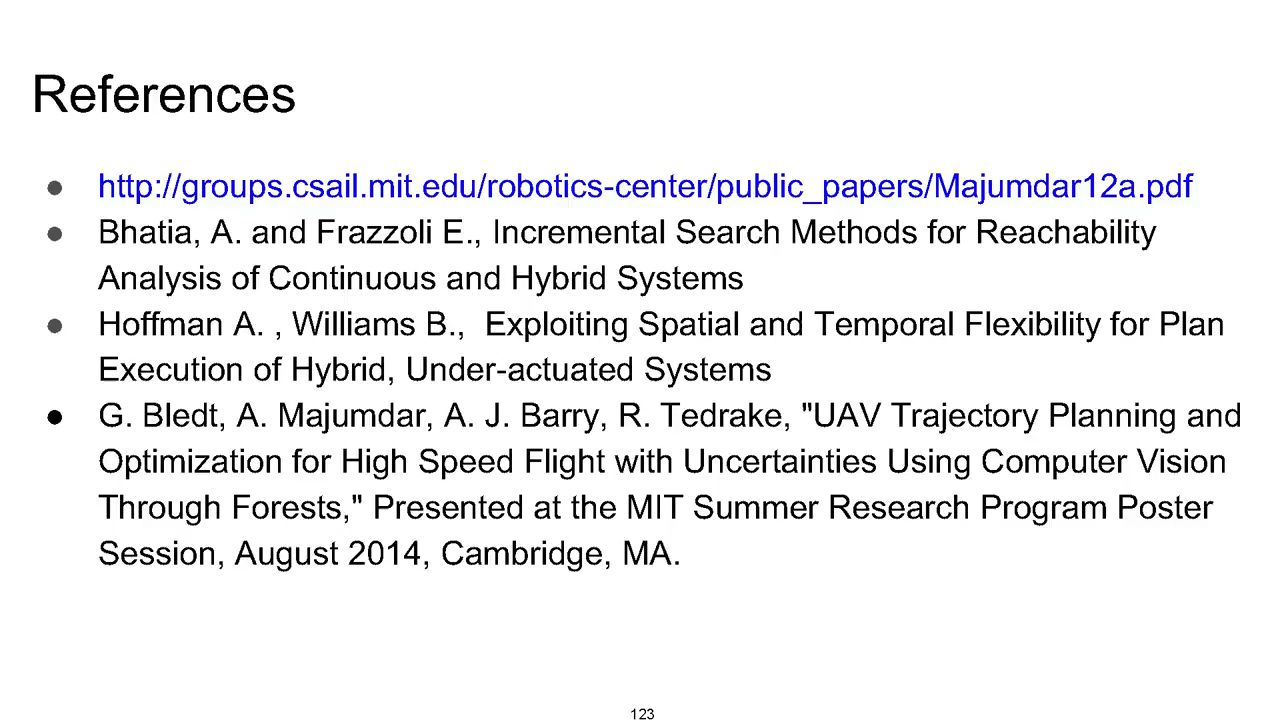 References
● http://groups.csail.mit.edu/robotics-center/public_papers/Majumdar12a.pdf
● Bhatia, A. and Frazzoli E., Incremental Search Methods for Reachability
Analysis of Continuous and Hybrid Systems
● Hoffman A. , Williams B.,  Exploiting Spatial and Temporal Flexibility for Plan
Execution of Hybrid, Under-actuated Systems
● G. Bledt, A. Majumdar, A. J. Barry, R. Tedrake, "UAV Trajectory Planning and
Optimization for High Speed Flight with Uncertainties Using Computer Vision
Through Forests," Presented at the MIT Summer Research Program Poster
Session, August 2014, Cambridge, MA.
123